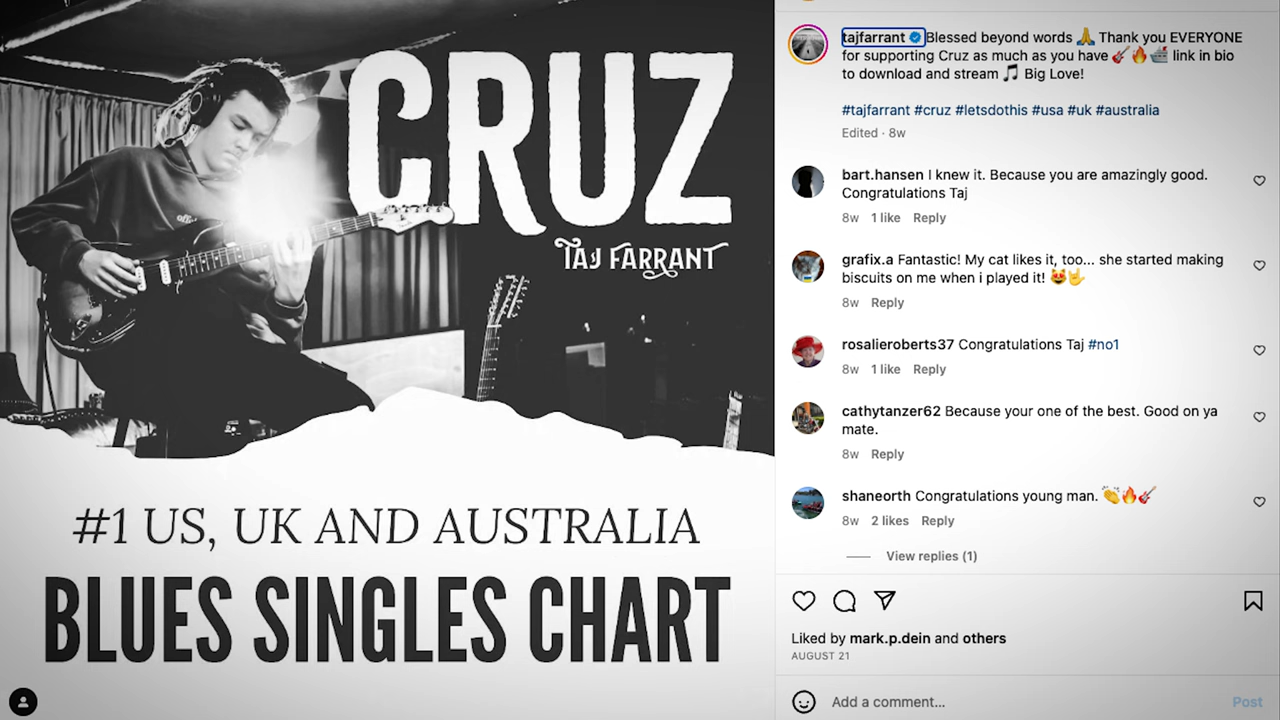 CRUZ
TAJ FARRANT
#1 US, UK AND AUSTRALIA
BLUES SINGLES CHART
tajfarrant Blessed beyond words 🙏 Thank you EVERYONE
for supporting Cruz as much as you have 🎸🔥🚢 link in bio
to download and stream 🎵 Big Love!
#tajfarrant #cruz #letsdothis #usa #uk #australia
Edited · 8w
bart.hansen I knew it. Because you are amazingly good.
Congratulations Taj
8w 1 like Reply
grafix.a Fantastic! My cat likes it, too... she started making
biscuits on me when i played it! 😻🤟
8w Reply
rosalieroberts37 Congratulations Taj #no1
8w 1 like Reply
cathytanzer62 Because your one of the best. Good on ya
mate.
8w Reply
shaneorth Congratulations young man. 👏🔥🎸
8w 2 likes Reply
View replies (1)
Liked by mark.p.dein and others
AUGUST 21
Add a comment... Post